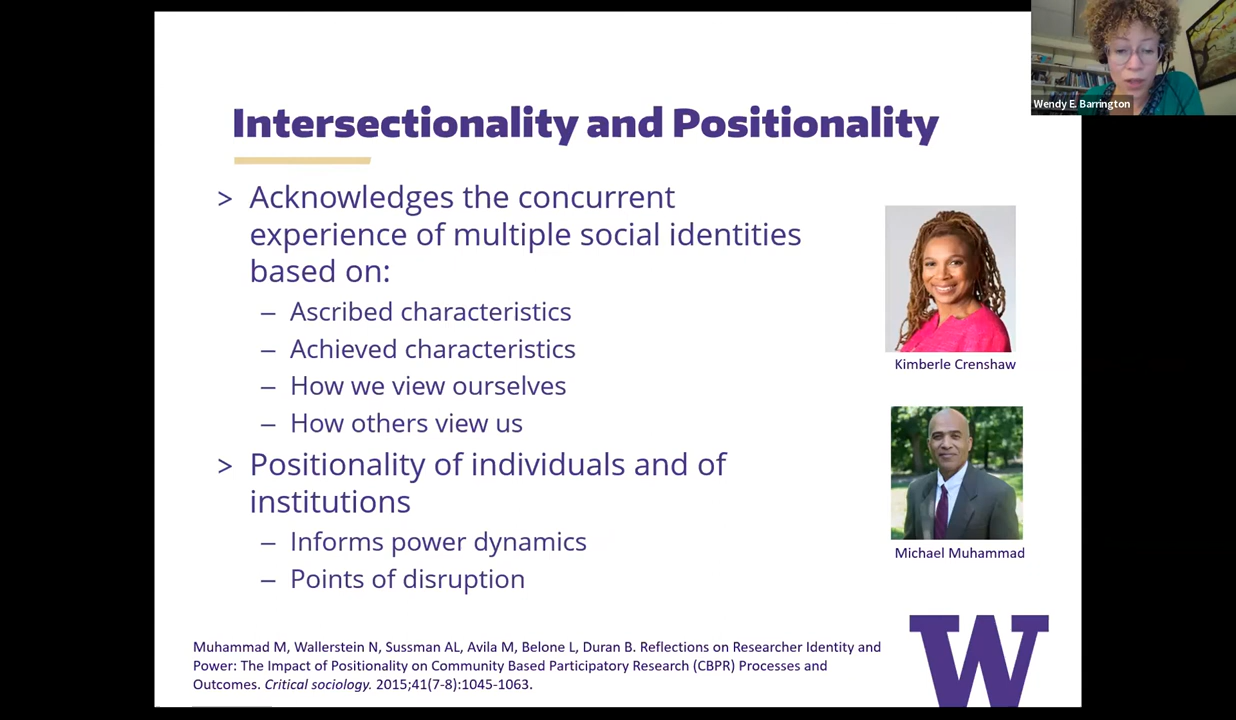 Wendy E. Barrington
Intersectionality and Positionality
> Acknowledges the concurrent
experience of multiple social identities
based on:
– Ascribed characteristics
– Achieved characteristics
– How we view ourselves
– How others view us
> Positionality of individuals and of
institutions
– Informs power dynamics
– Points of disruption
Kimberle Crenshaw
Michael Muhammad
Muhammad M, Wallerstein N, Sussman AL, Avila M, Belone L, Duran B. Reflections on Researcher Identity and
Power: The Impact of Positionality on Community Based Participatory Research (CBPR) Processes and
Outcomes. Critical sociology. 2015;41(7-8):1045-1063.
W